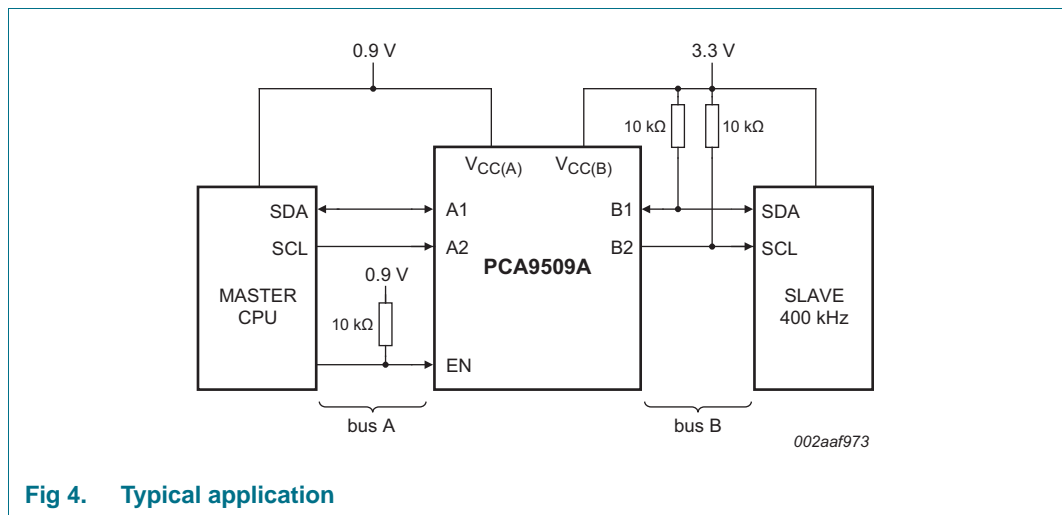 0.9 V
3.3 V
10 kΩ
10 kΩ
VCC(A)
VCC(B)
SDA
A1
B1
SDA
SCL
A2
B2
SCL
PCA9509A
0.9 V
MASTER
CPU
SLAVE
400 kHz
10 kΩ
EN
bus A
bus B
002aaf973
Fig 4. Typical application